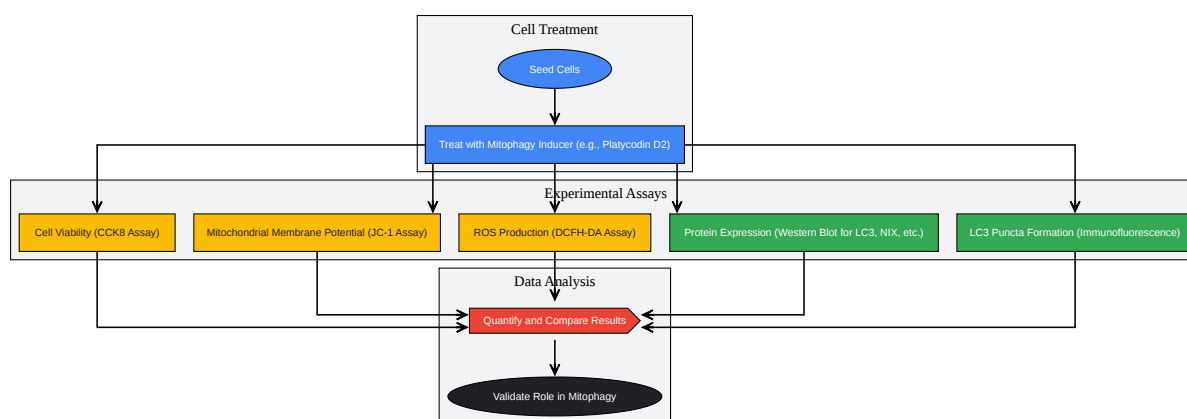 Cell Treatment
Seed Cells
Treat with Mitophagy Inducer (e.g., Platycodin D2)
Experimental Assays
Cell Viability (CCK8 Assay)
Mitochondrial Membrane Potential (JC-1 Assay)
ROS Production (DCFH-DA Assay)
Protein Expression (Western Blot for LC3, NIX, etc.)
LC3 Puncta Formation (Immunofluorescence)
Data Analysis
Quantify and Compare Results
Validate Role in Mitophagy